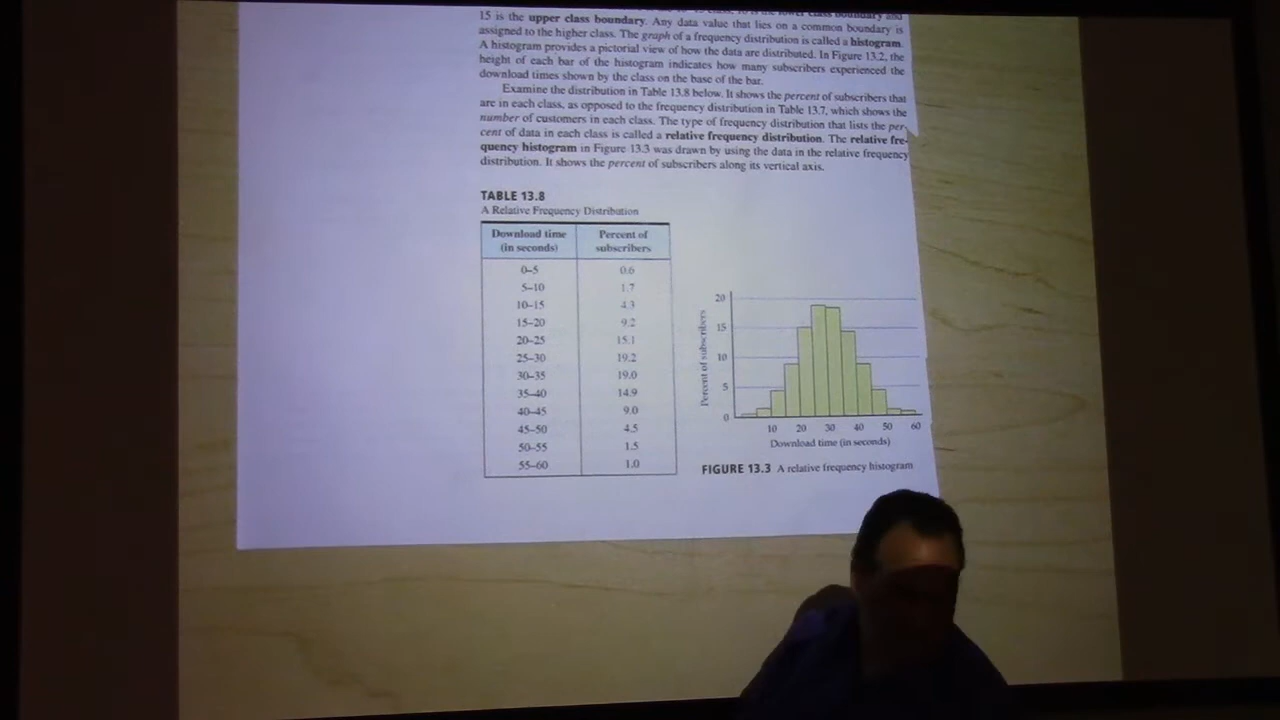 15 is the upper class boundary. Any data value that lies on a common boundary is
assigned to the higher class. The graph of a frequency distribution is called a histogram.
A histogram provides a pictorial view of how the data are distributed. In Figure 13.2, the
height of each bar of the histogram indicates how many subscribers experienced the
download times shown by the class on the base of the bar.
Examine the distribution in Table 13.8 below. It shows the percent of subscribers that
are in each class, as opposed to the frequency distribution in Table 13.7, which shows the
number of customers in each class. The type of frequency distribution that lists the per-
cent of data in each class is called a relative frequency distribution. The relative fre-
quency histogram in Figure 13.3 was drawn by using the data in the relative frequency
distribution. It shows the percent of subscribers along its vertical axis.
TABLE 13.8
A Relative Frequency Distribution
Download time Percent of
(in seconds) subscribers
0–5 0.6
5–10 1.7
10–15 4.3
15–20 9.2
20–25 15.1
25–30 19.2
30–35 19.0
35–40 14.9
40–45 9.0
45–50 4.5
50–55 1.5
55–60 1.0
Percent of subscribers
20
15
10
5
0
10 20 30 40 50 60
Download time (in seconds)
FIGURE 13.3 A relative frequency histogram